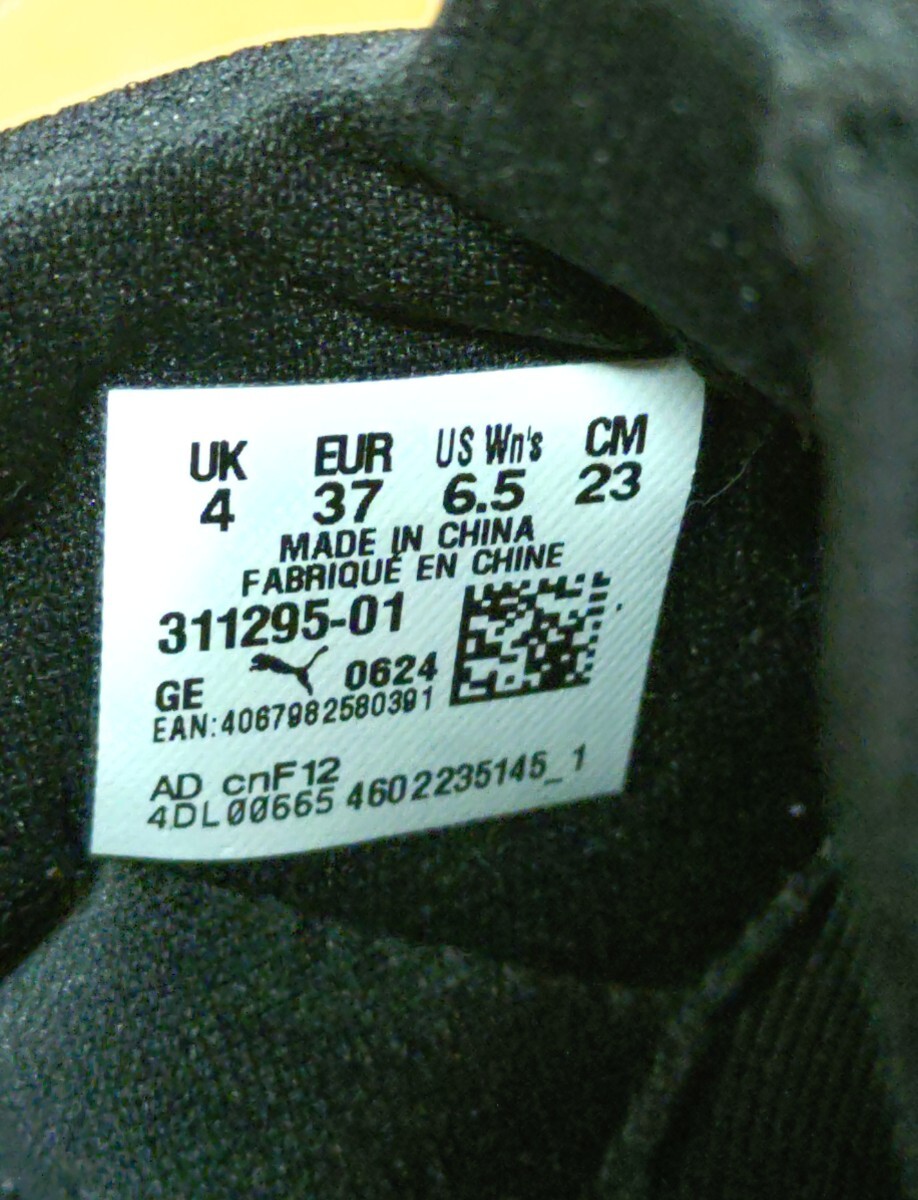 UK EUR US Wn's CM
4 37 6.5 23
MADE IN CHINA
FABRIQUÉ EN CHINE
311295-01
GE 0624
EAN:4067982580391
AD cnF12
4DL00665 4602235145_1